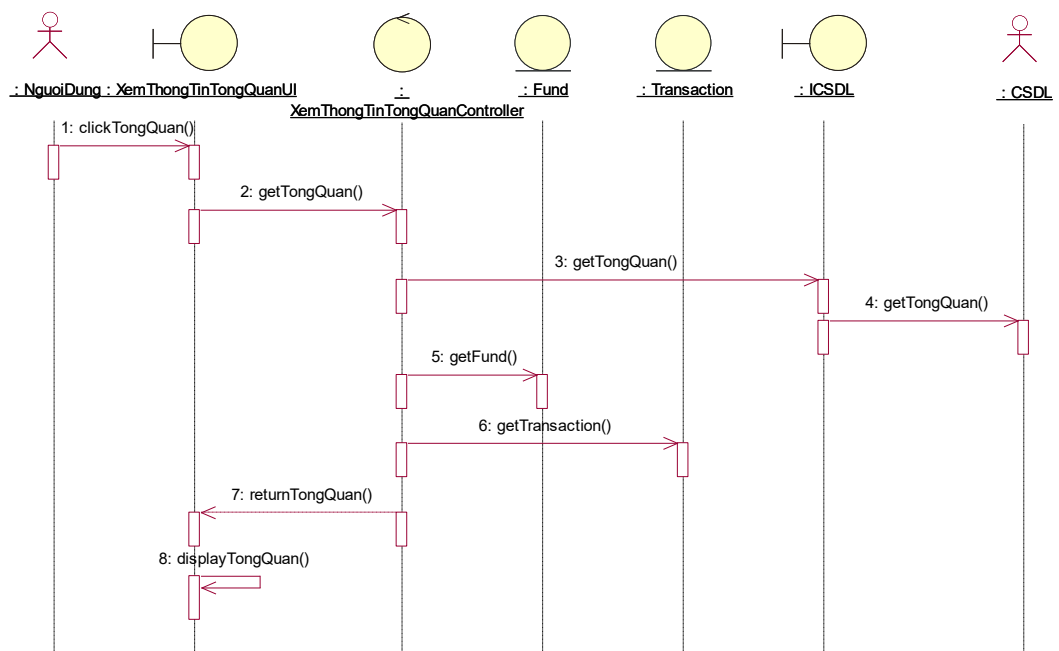 : NguoiDung
: XemThongTinTongQuanUI
:
XemThongTinTongQuanController
: Fund
: Transaction
: ICSDL
: CSDL
1: clickTongQuan()
2: getTongQuan()
3: getTongQuan()
4: getTongQuan()
5: getFund()
6: getTransaction()
7: returnTongQuan()
8: displayTongQuan()